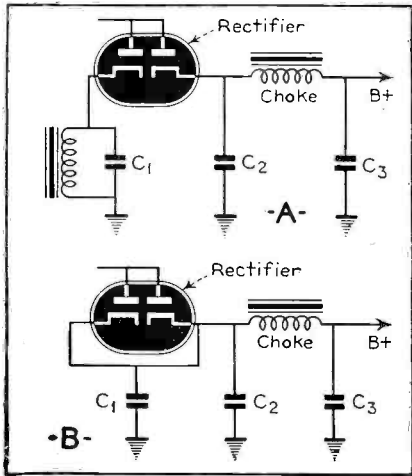 Rectifier
Choke
B+
C1
C2
C3
-A-
Rectifier
Choke
B+
C1
C2
C3
-B-